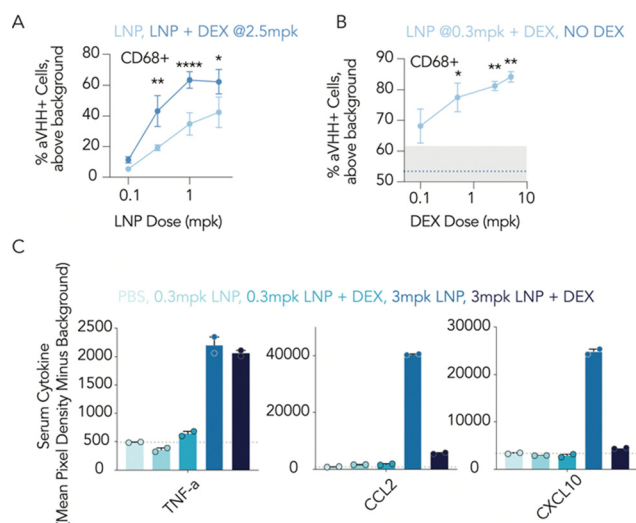 A
LNP, LNP + DEX @2.5mpk
CD68+
**
****
*
% aVHH+ Cells,
above background
80
60
40
20
0
0.1
1
LNP Dose (mpk)
B
LNP @0.3mpk + DEX, NO DEX
CD68+
*
**
**
% aVHH+ Cells,
above background
90
80
70
60
50
0.1
1
10
DEX Dose (mpk)
C
PBS, 0.3mpk LNP, 0.3mpk LNP + DEX, 3mpk LNP, 3mpk LNP + DEX
Serum Cytokine
(Mean Pixel Density Minus Background)
2500
2000
1500
1000
500
0
TNF-a
40000
20000
0
CCL2
30000
20000
10000
0
CXCL10